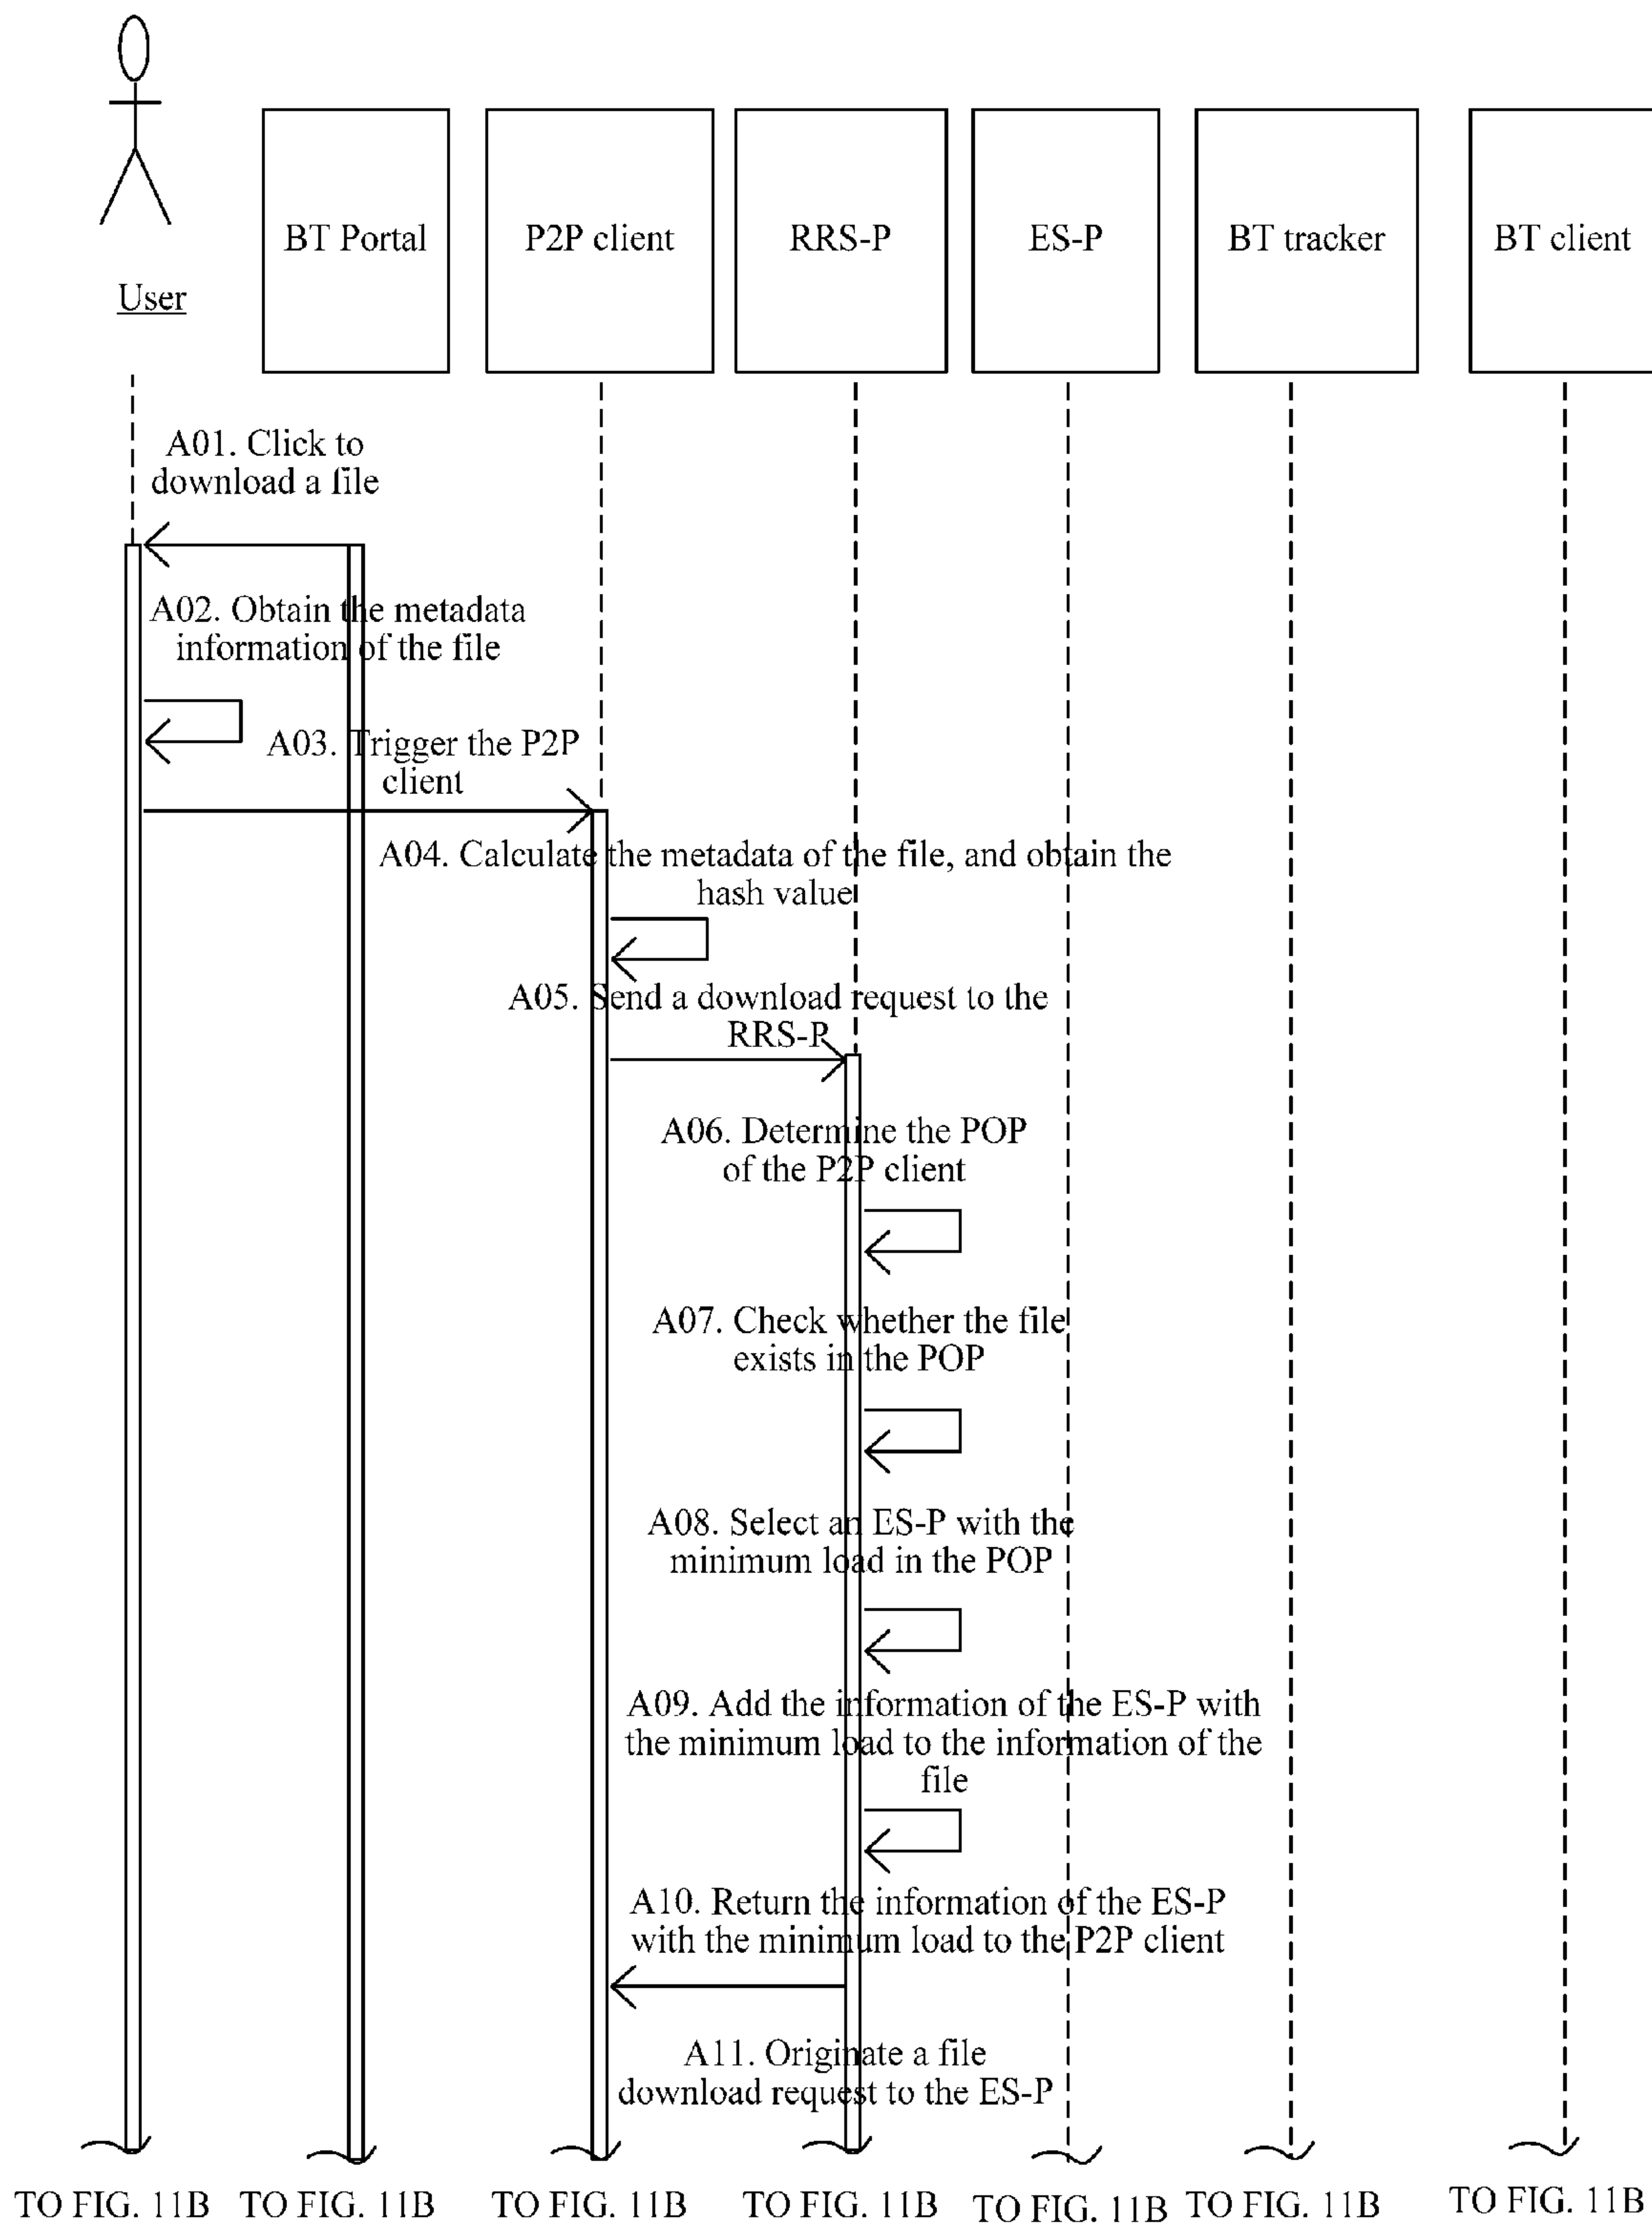 User
BT Portal
P2P client
RRS-P
ES-P
BT tracker
BT client
A01. Click to
download a file
A02. Obtain the metadata
information of the file
A03. Trigger the P2P
client
A04. Calculate the metadata of the file, and obtain the
hash value
A05. Send a download request to the
RRS-P
A06. Determine the POP
of the P2P client
A07. Check whether the file
exists in the POP
A08. Select an ES-P with the
minimum load in the POP
A09. Add the information of the ES-P with
the minimum load to the information of the
file
A10. Return the information of the ES-P
with the minimum load to the P2P client
A11. Originate a file
download request to the ES-P
TO FIG. 11B
TO FIG. 11B
TO FIG. 11B
TO FIG. 11B
TO FIG. 11B
TO FIG. 11B
TO FIG. 11B